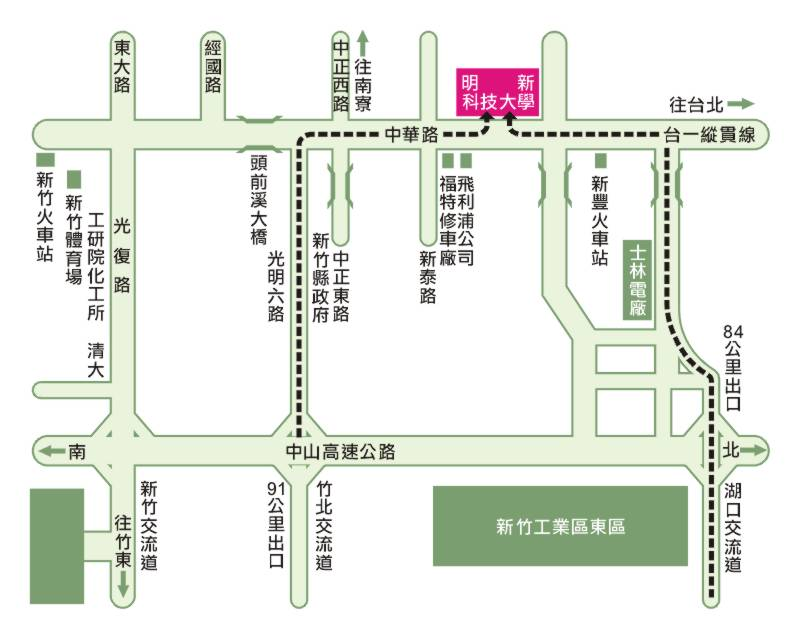 東大路
經國路
中正西路
往南寮
明新
科技大學
往台北
中華路
台一縱貫線
新竹火車站
新竹體育場
工研院化工所
清大
光復路
頭前溪大橋
光明六路
新竹縣政府
中正東路
新泰路
福特修車廠
飛利浦公司
新豐火車站
士林電廠
84公里出口
南
中山高速公路
北
往竹東
新竹交流道
91公里出口
竹北交流道
新竹工業區東區
湖口交流道